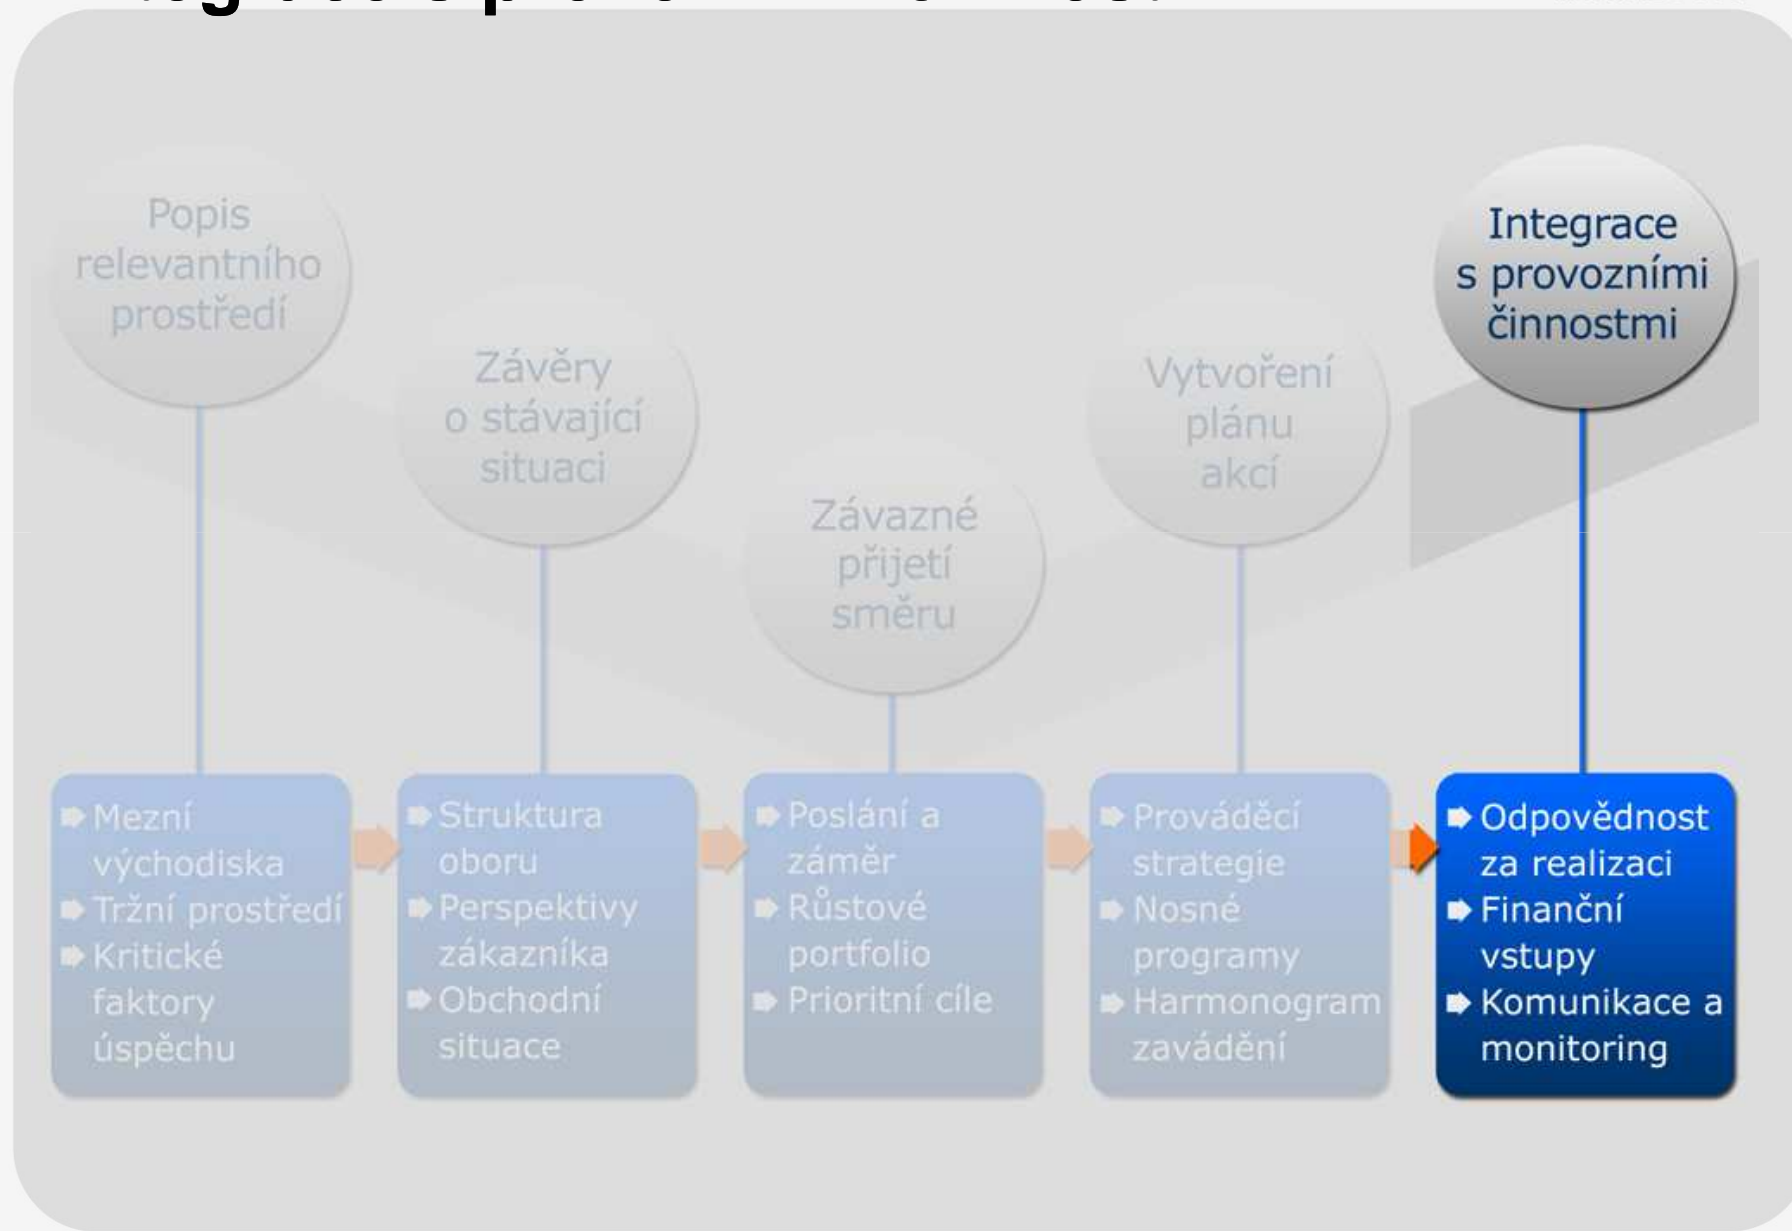 Popis
relevantního
prostředí
Závěry
o stávající
situaci
Závazné
přijetí
směru
Vytvoření
plánu
akcí
Integrace
s provozními
činnostmi
Mezní
východiska
Tržní prostředí
Kritické
faktory
úspěchu
Struktura
oboru
Perspektivy
zákazníka
Obchodní
situace
Poslání a
záměr
Růstové
portfolio
Prioritní cíle
Prováděcí
strategie
Nosné
programy
Harmonogram
zavádění
Odpovědnost
za realizaci
Finanční
vstupy
Komunikace a
monitoring